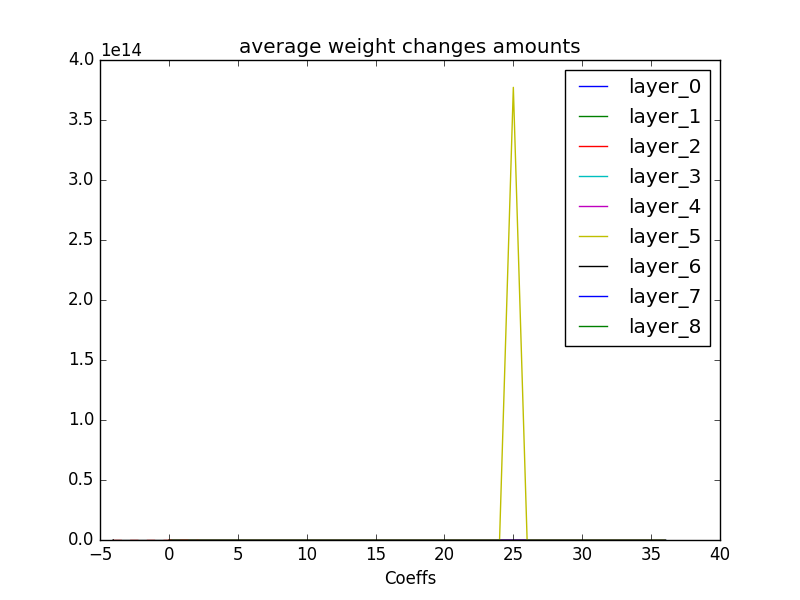 average weight changes amounts
1e14
4.0
3.5
3.0
2.5
2.0
1.5
1.0
0.5
0.0
−5 0 5 10 15 20 25 30 35 40
Coeffs
layer_0
layer_1
layer_2
layer_3
layer_4
layer_5
layer_6
layer_7
layer_8